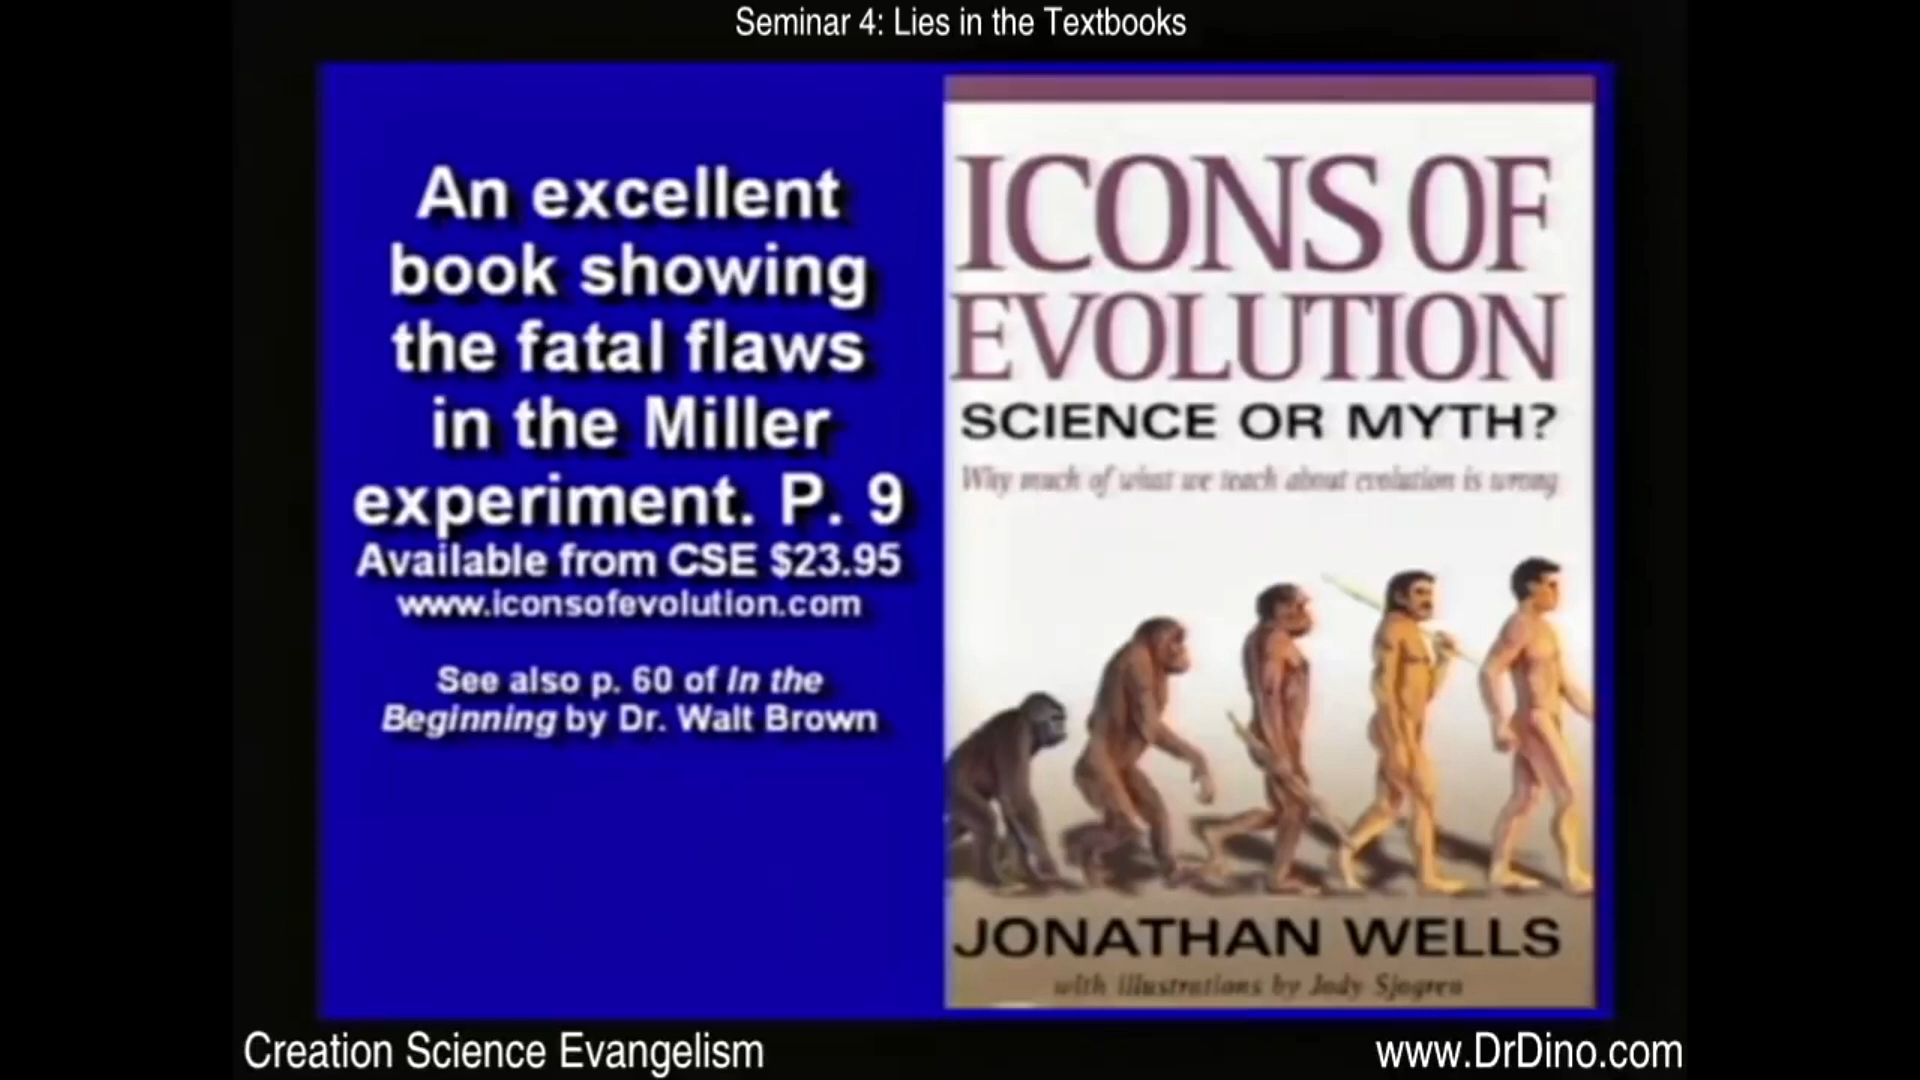 Seminar 4: Lies in the Textbooks
An excellent
book showing
the fatal flaws
in the Miller
experiment. P. 9
Available from CSE $23.95
www.iconsofevolution.com
See also p. 60 of In the
Beginning by Dr. Walt Brown
ICONS OF
EVOLUTION
SCIENCE OR MYTH?
Why much of what we teach about evolution is wrong
JONATHAN WELLS
with illustrations by Jody Sjogren
Creation Science Evangelism
www.DrDino.com